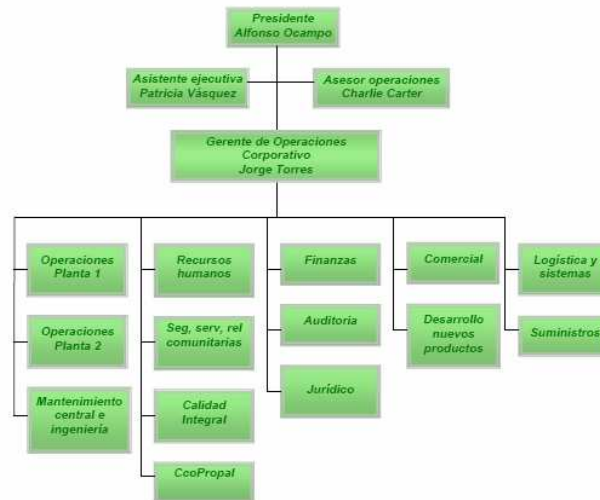 Presidente
Alfonso Ocampo
Asistente ejecutiva
Patricia Vásquez
Asesor operaciones
Charlie Carter
Gerente de Operaciones
Corporativo
Jorge Torres
Operaciones
Planta 1
Recursos
humanos
Finanzas
Comercial
Logística y
sistemas
Operaciones
Planta 2
Seg, serv, rel
comunitarias
Auditoria
Desarrollo
nuevos
productos
Suministros
Mantenimiento
central e
ingeniería
Calidad
Integral
Jurídico
CcoPropal